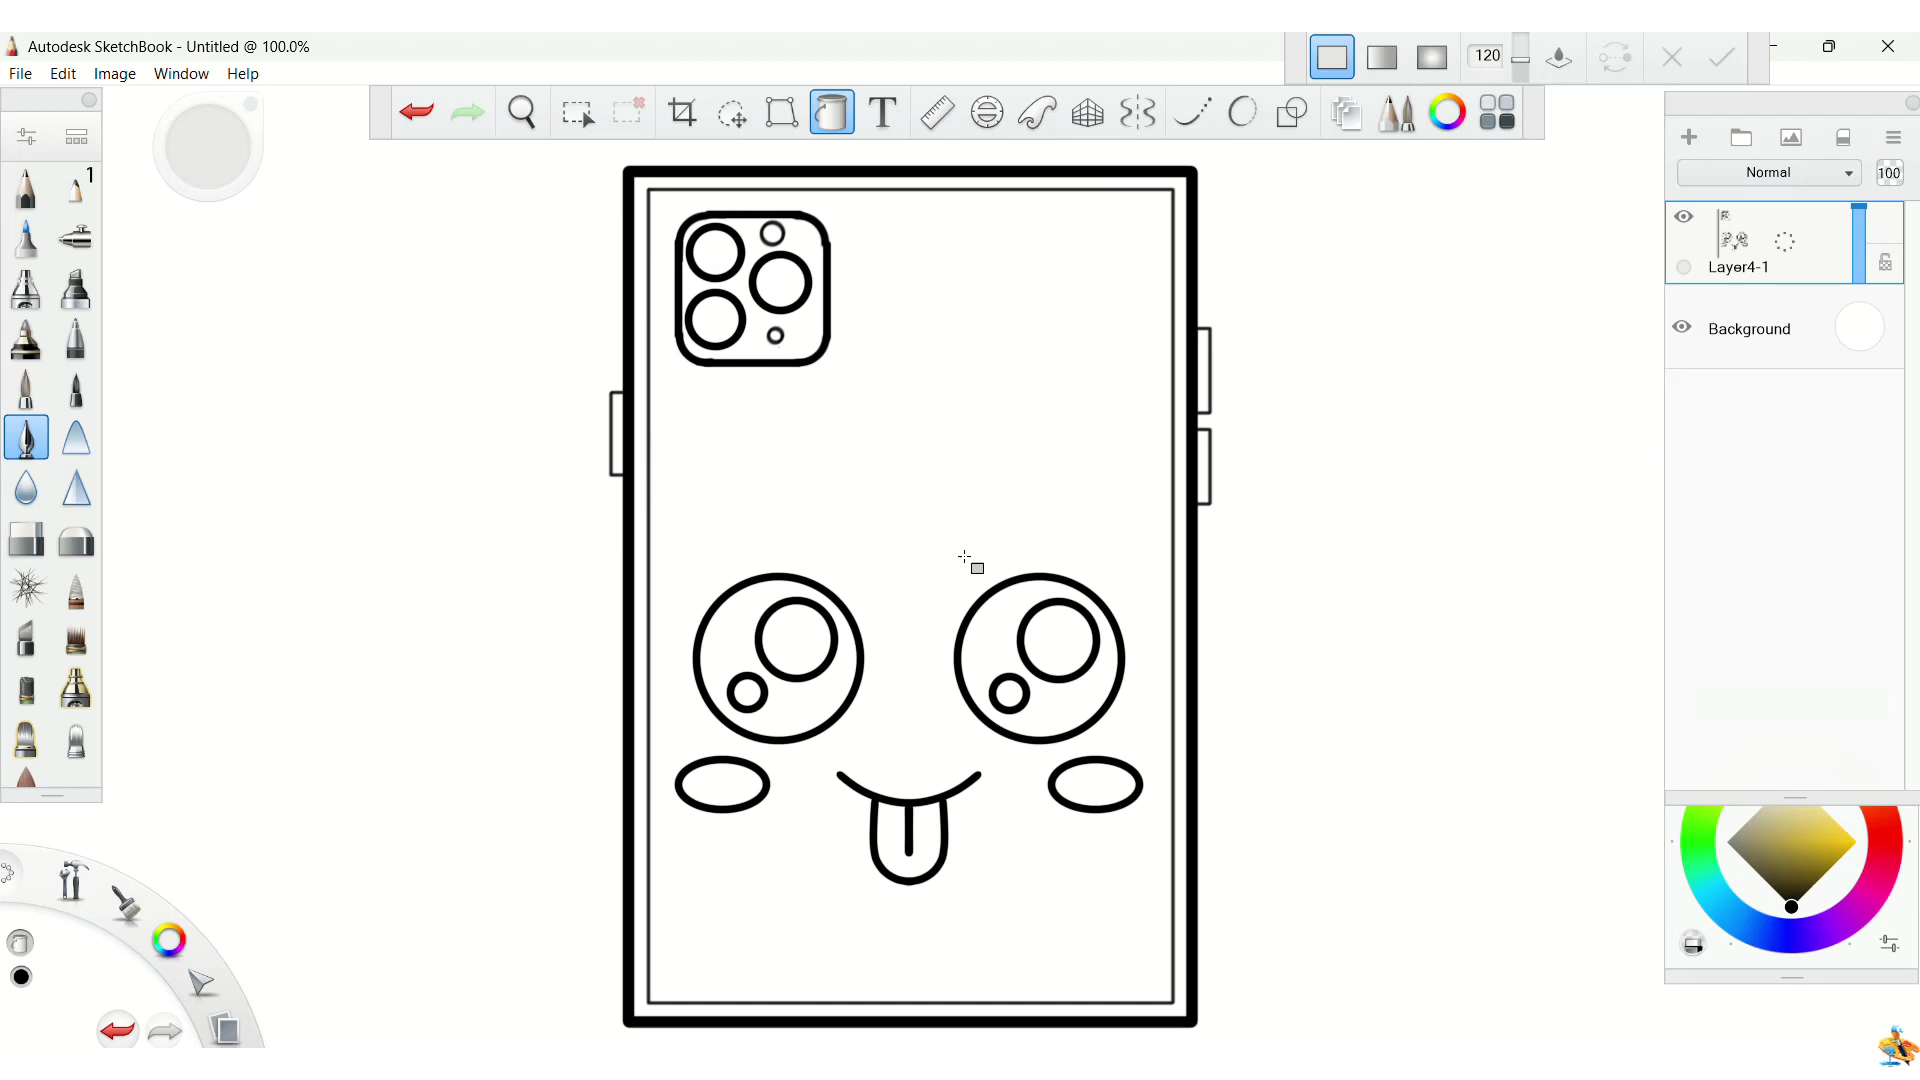 Autodesk SketchBook - Untitled @ 100.0%
File Edit Image Window Help
120
T
1
Normal
100
Layer4-1
Background